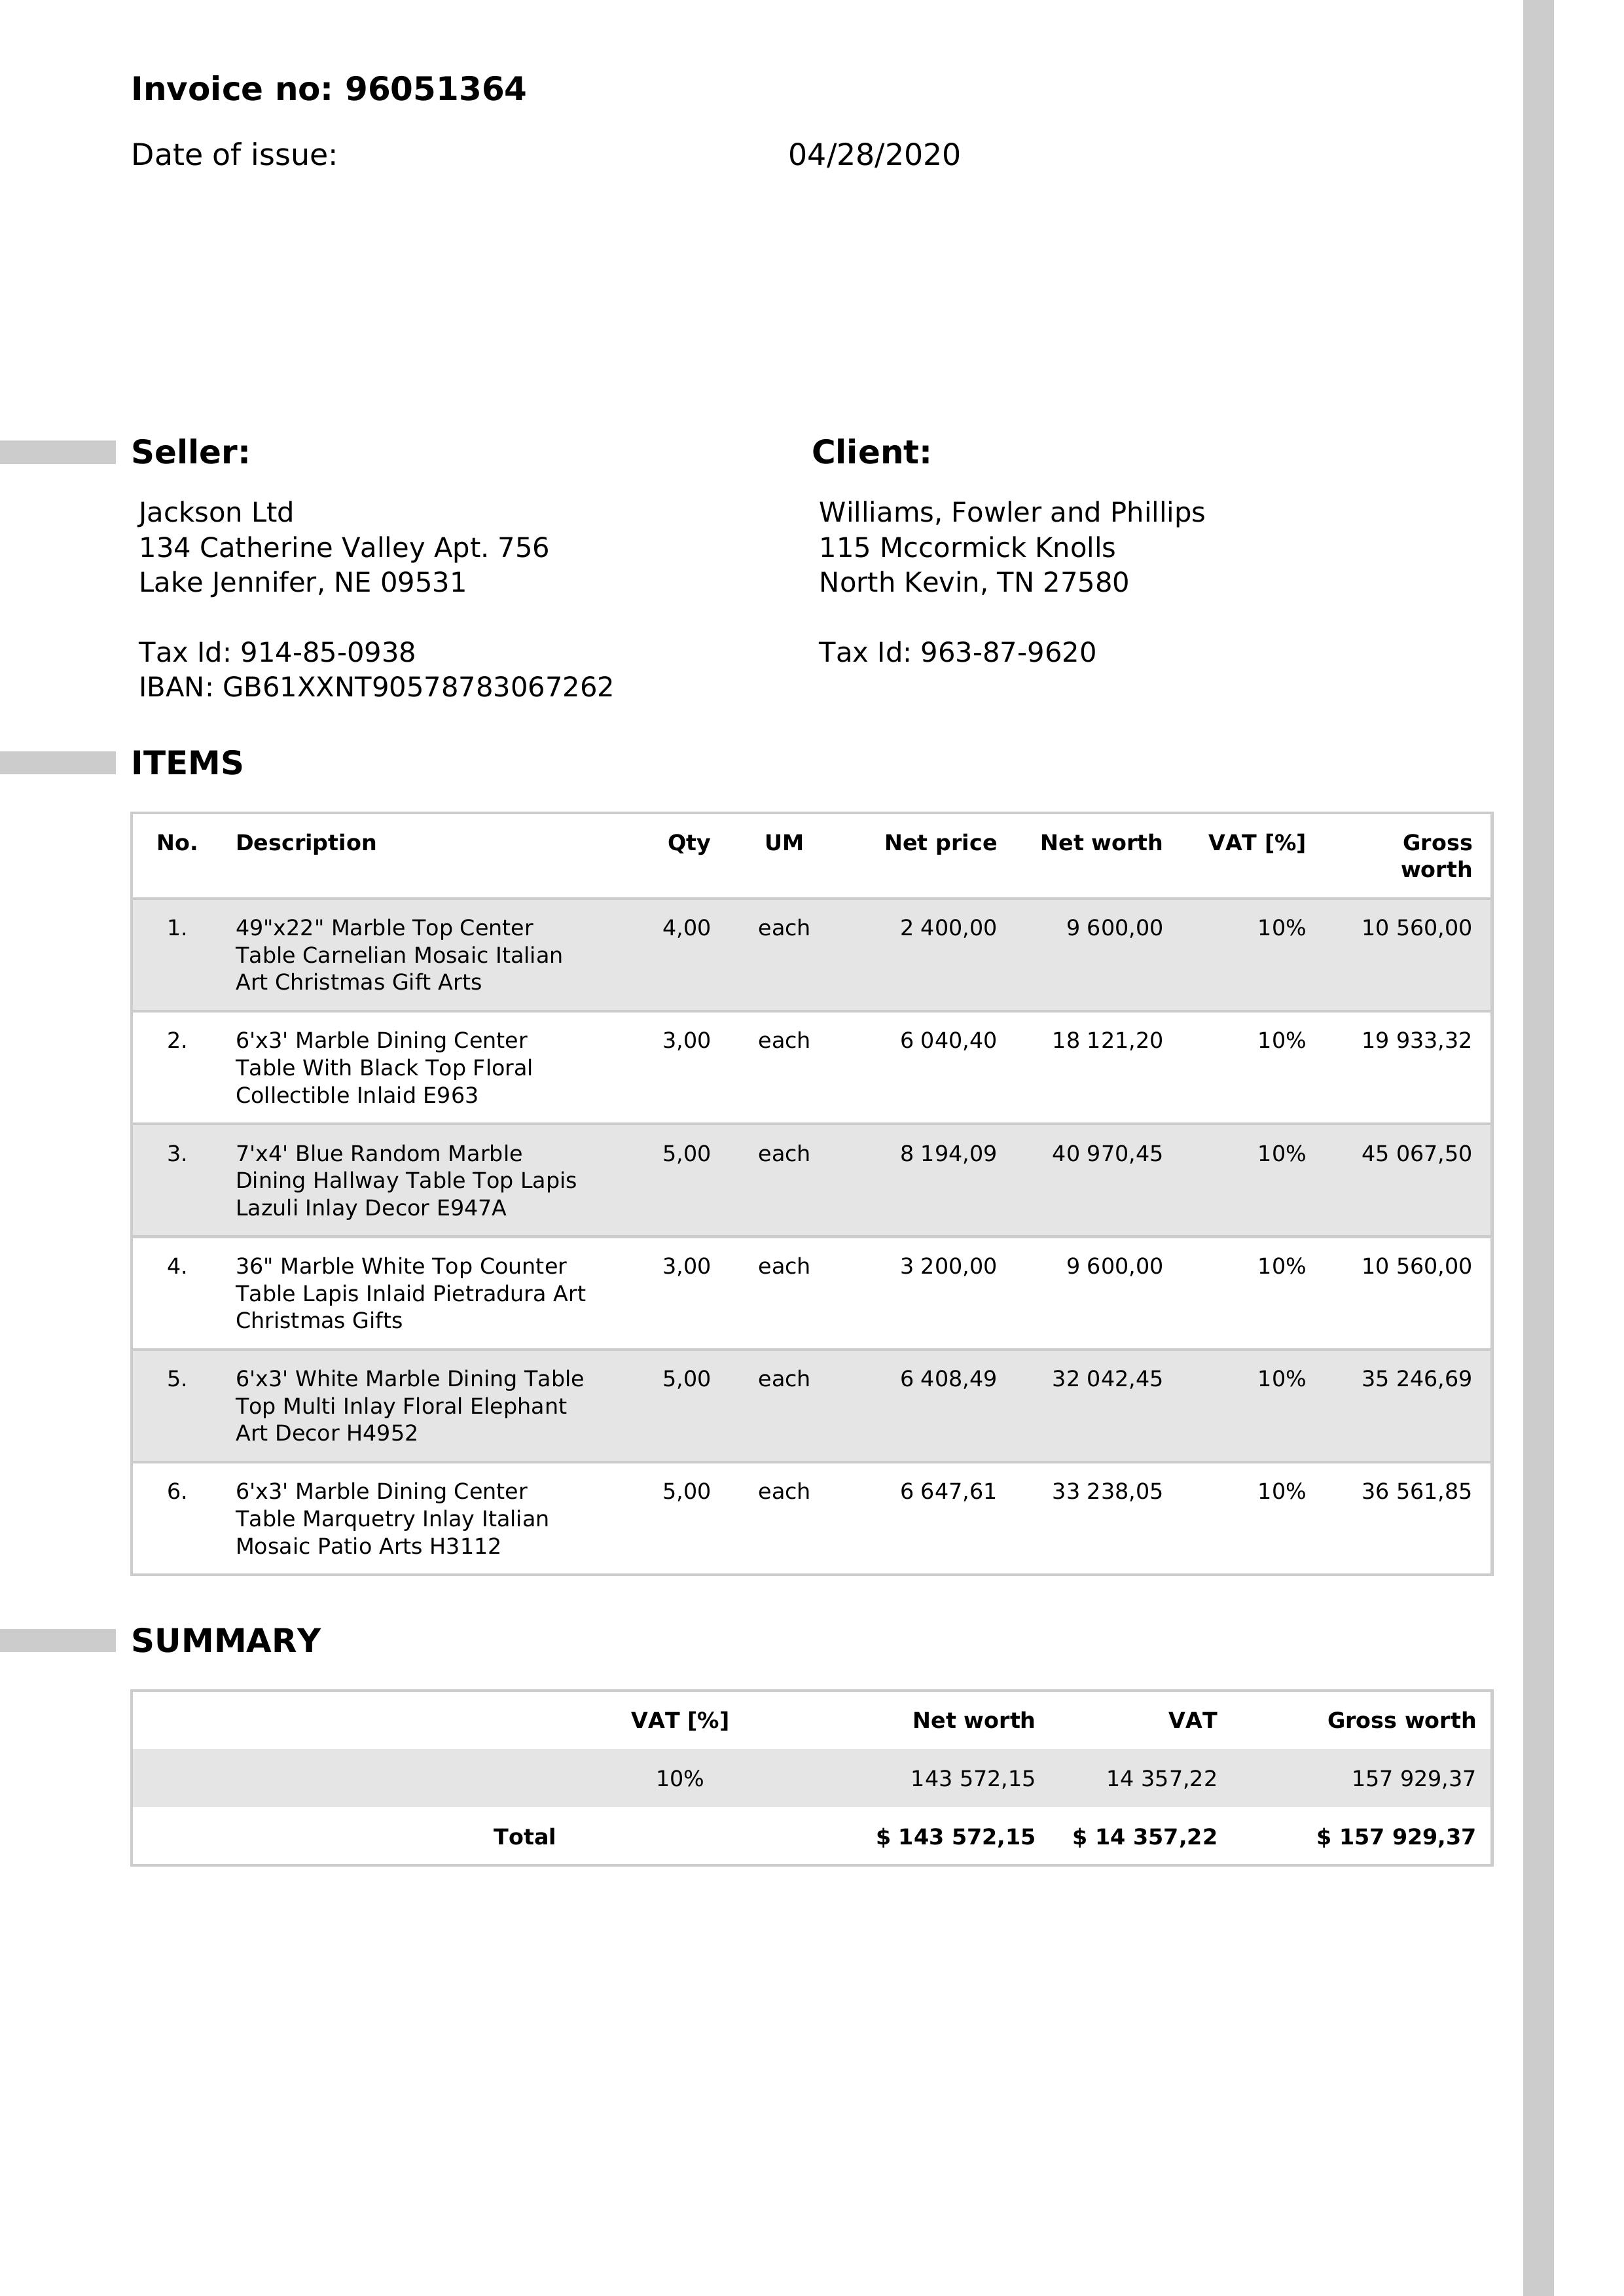 Invoice no: 96051364
Date of issue: 04/28/2020
Seller: Client:
Jackson Ltd Williams, Fowler and Phillips
134 Catherine Valley Apt. 756 115 Mccormick Knolls
Lake Jennifer, NE 09531 North Kevin, TN 27580
Tax Id: 914-85-0938 Tax Id: 963-87-9620
IBAN: GB61XXNT90578783067262
ITEMS
No. Description Qty UM Net price Net worth VAT [%] Gross
worth
1. 49"x22" Marble Top Center 4,00 each 2 400,00 9 600,00 10% 10 560,00
Table Carnelian Mosaic Italian
Art Christmas Gift Arts
2. 6'x3' Marble Dining Center 3,00 each 6 040,40 18 121,20 10% 19 933,32
Table With Black Top Floral
Collectible Inlaid E963
3. 7'x4' Blue Random Marble 5,00 each 8 194,09 40 970,45 10% 45 067,50
Dining Hallway Table Top Lapis
Lazuli Inlay Decor E947A
4. 36" Marble White Top Counter 3,00 each 3 200,00 9 600,00 10% 10 560,00
Table Lapis Inlaid Pietradura Art
Christmas Gifts
5. 6'x3' White Marble Dining Table 5,00 each 6 408,49 32 042,45 10% 35 246,69
Top Multi Inlay Floral Elephant
Art Decor H4952
6. 6'x3' Marble Dining Center 5,00 each 6 647,61 33 238,05 10% 36 561,85
Table Marquetry Inlay Italian
Mosaic Patio Arts H3112
SUMMARY
VAT [%] Net worth VAT Gross worth
10% 143 572,15 14 357,22 157 929,37
Total $ 143 572,15 $ 14 357,22 $ 157 929,37